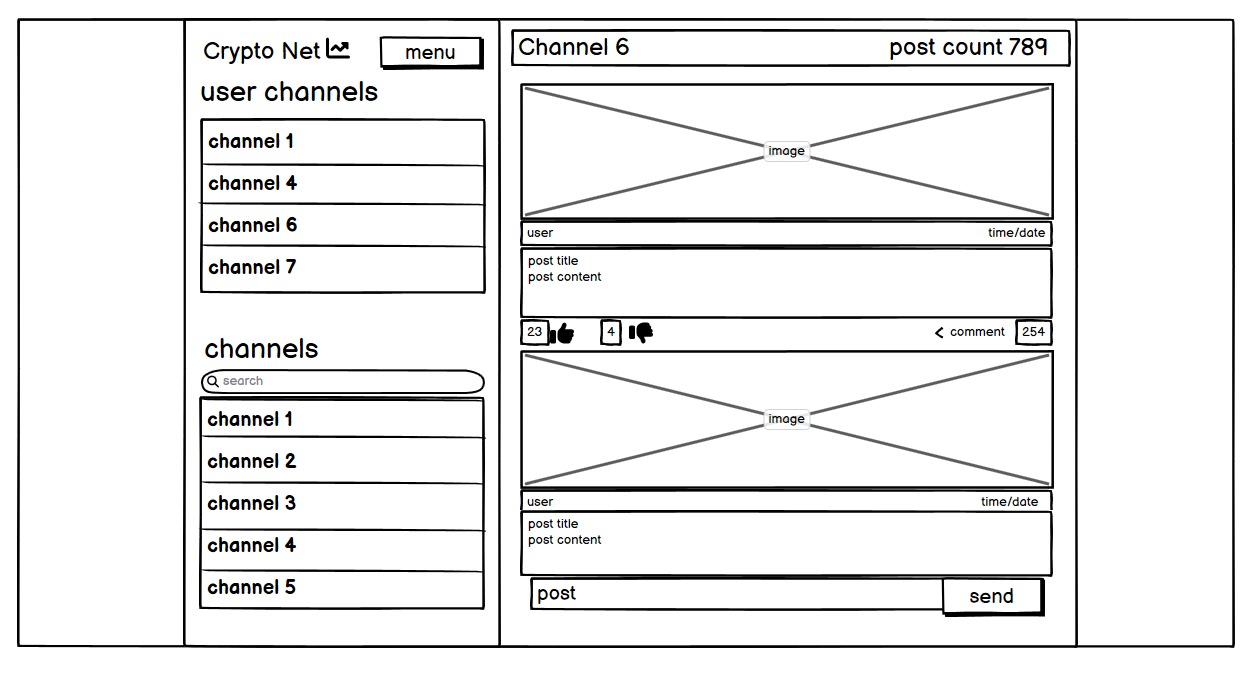 Crypto Net
menu
user channels
channel 1
channel 4
channel 6
channel 7
channels
search
channel 1
channel 2
channel 3
channel 4
channel 5
Channel 6 post count 789
image
user time/date
post title
post content
23 4 comment 254
image
user time/date
post title
post content
post send